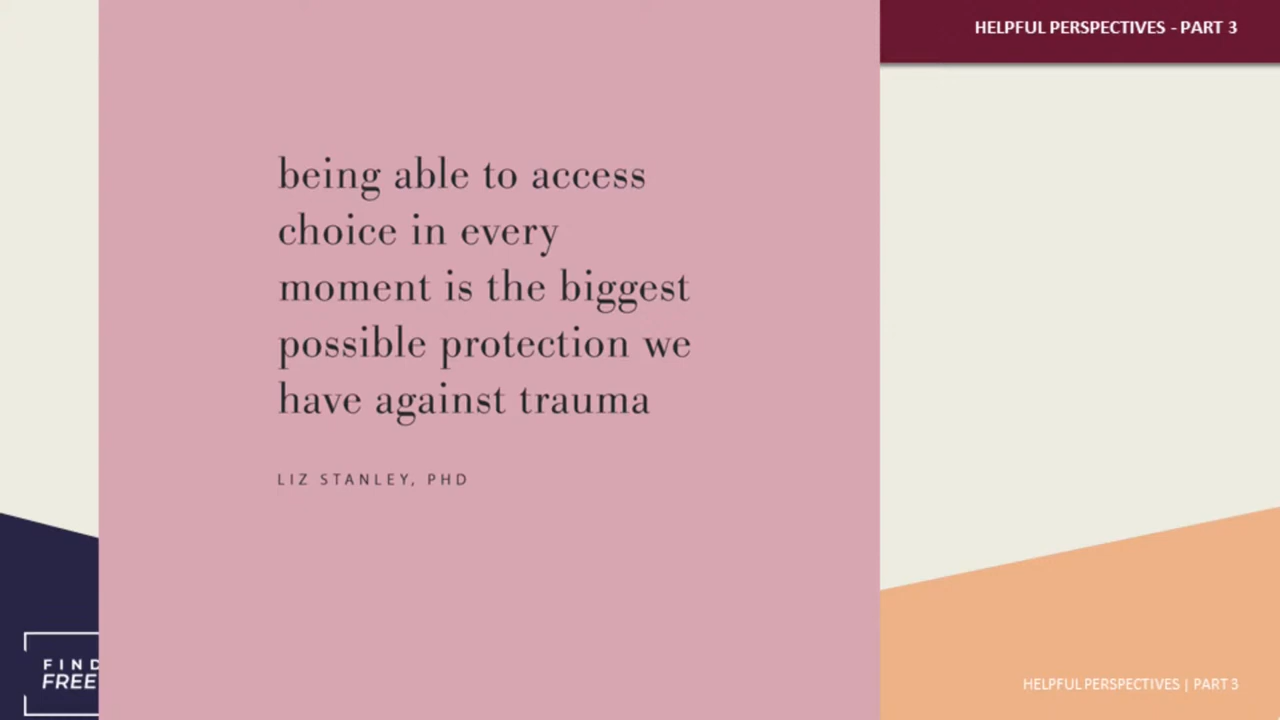 HELPFUL PERSPECTIVES - PART 3
being able to access
choice in every
moment is the biggest
possible protection we
have against trauma
LIZ STANLEY, PHD
FIND
FREE
HELPFUL PERSPECTIVES | PART 3